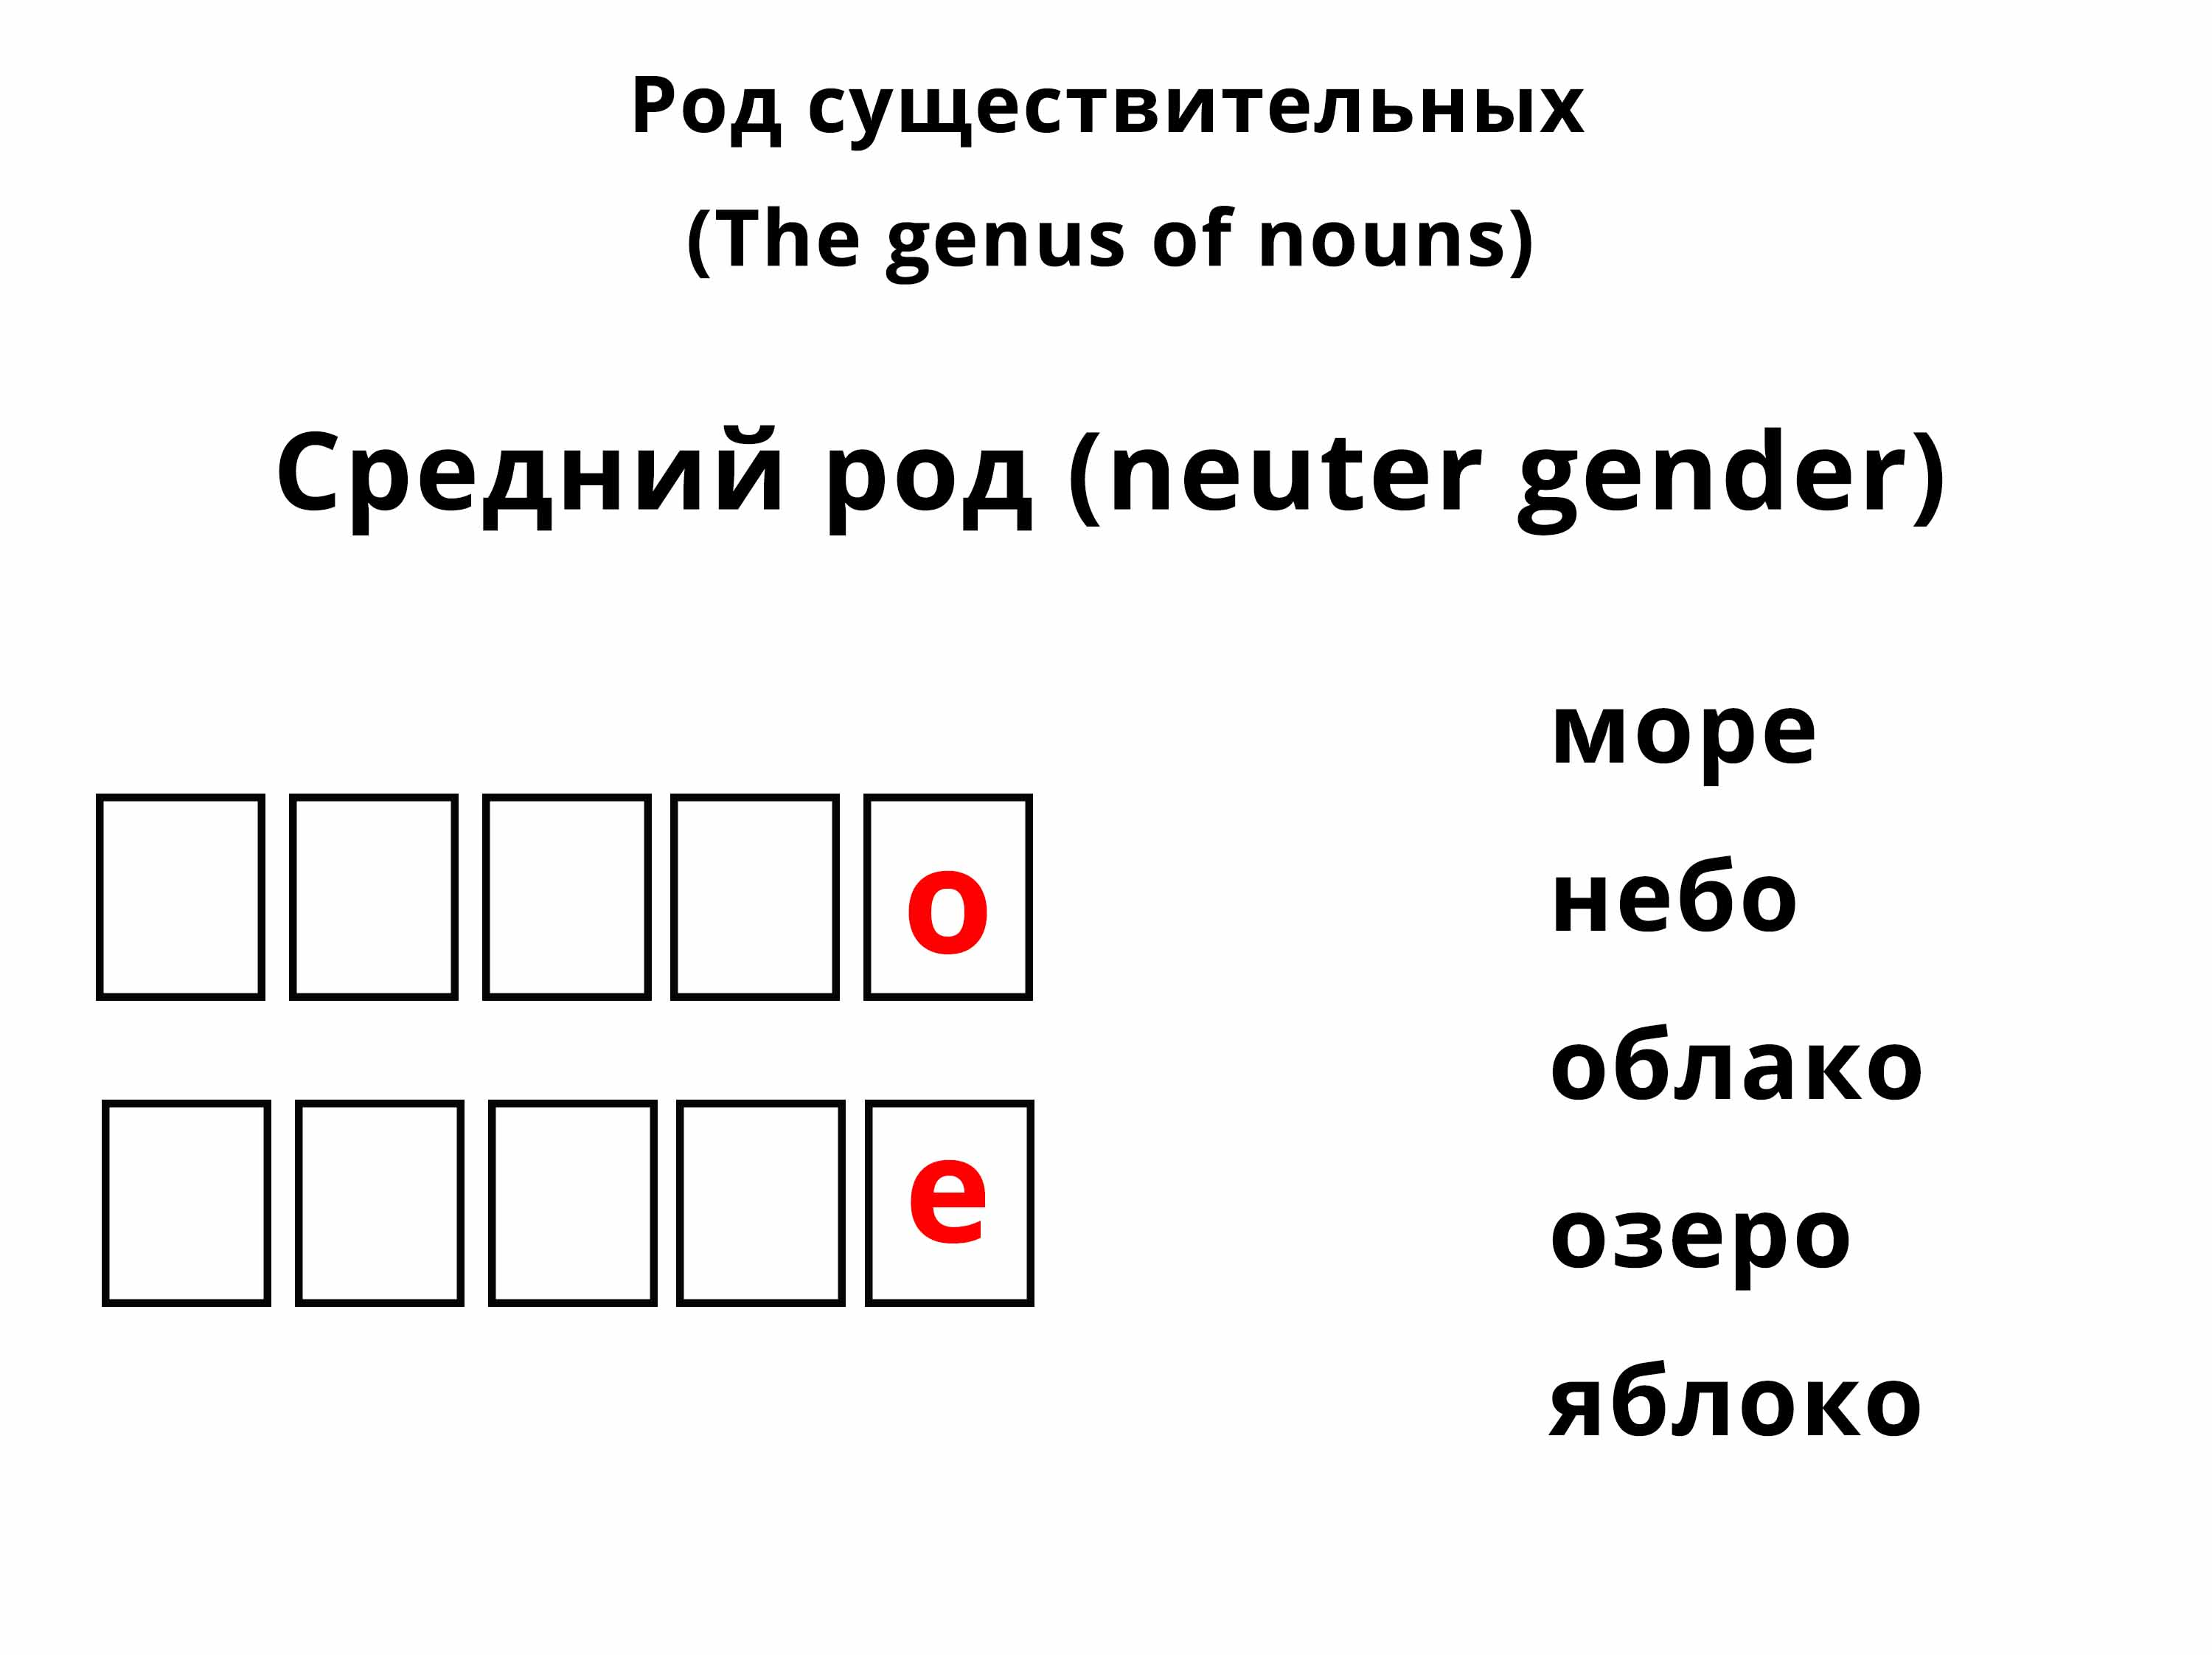 Род существительных
(The genus of nouns)
Средний род (neuter gender)
о
е
море
небо
облако
озеро
яблоко